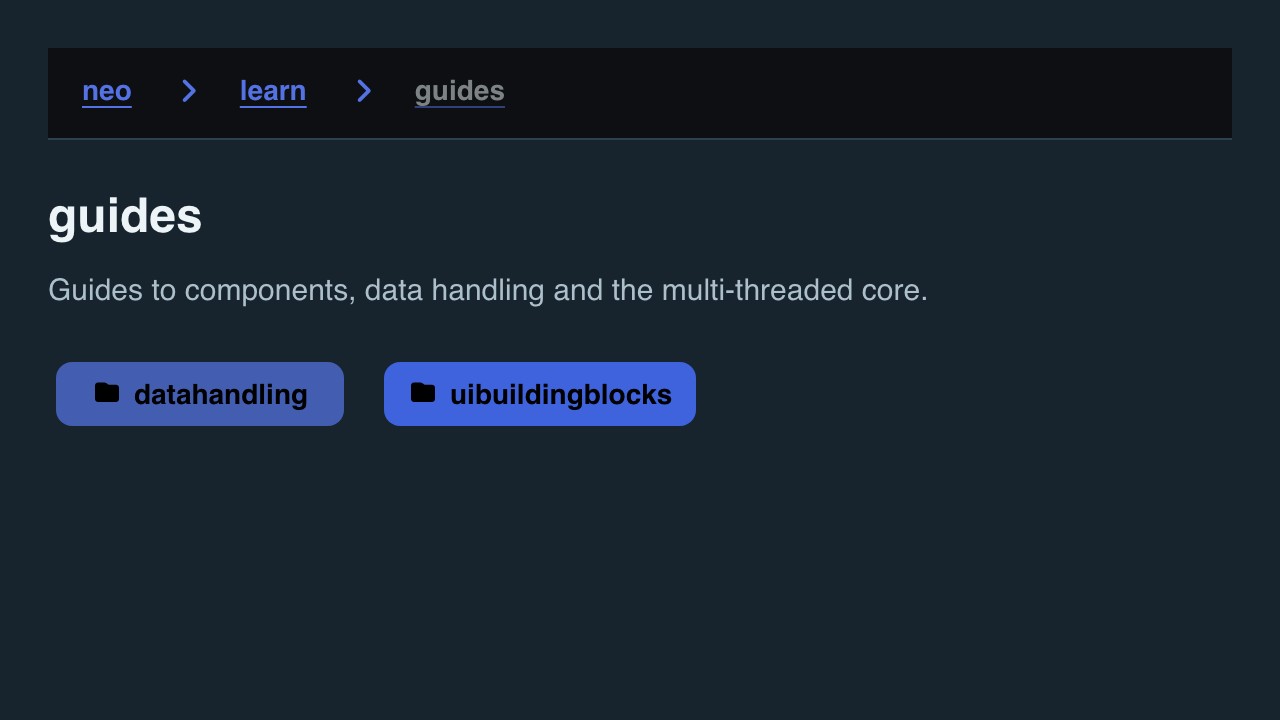 neo learn guides
guides
Guides to components, data handling and the multi-threaded core.
datahandling uibuildingblocks